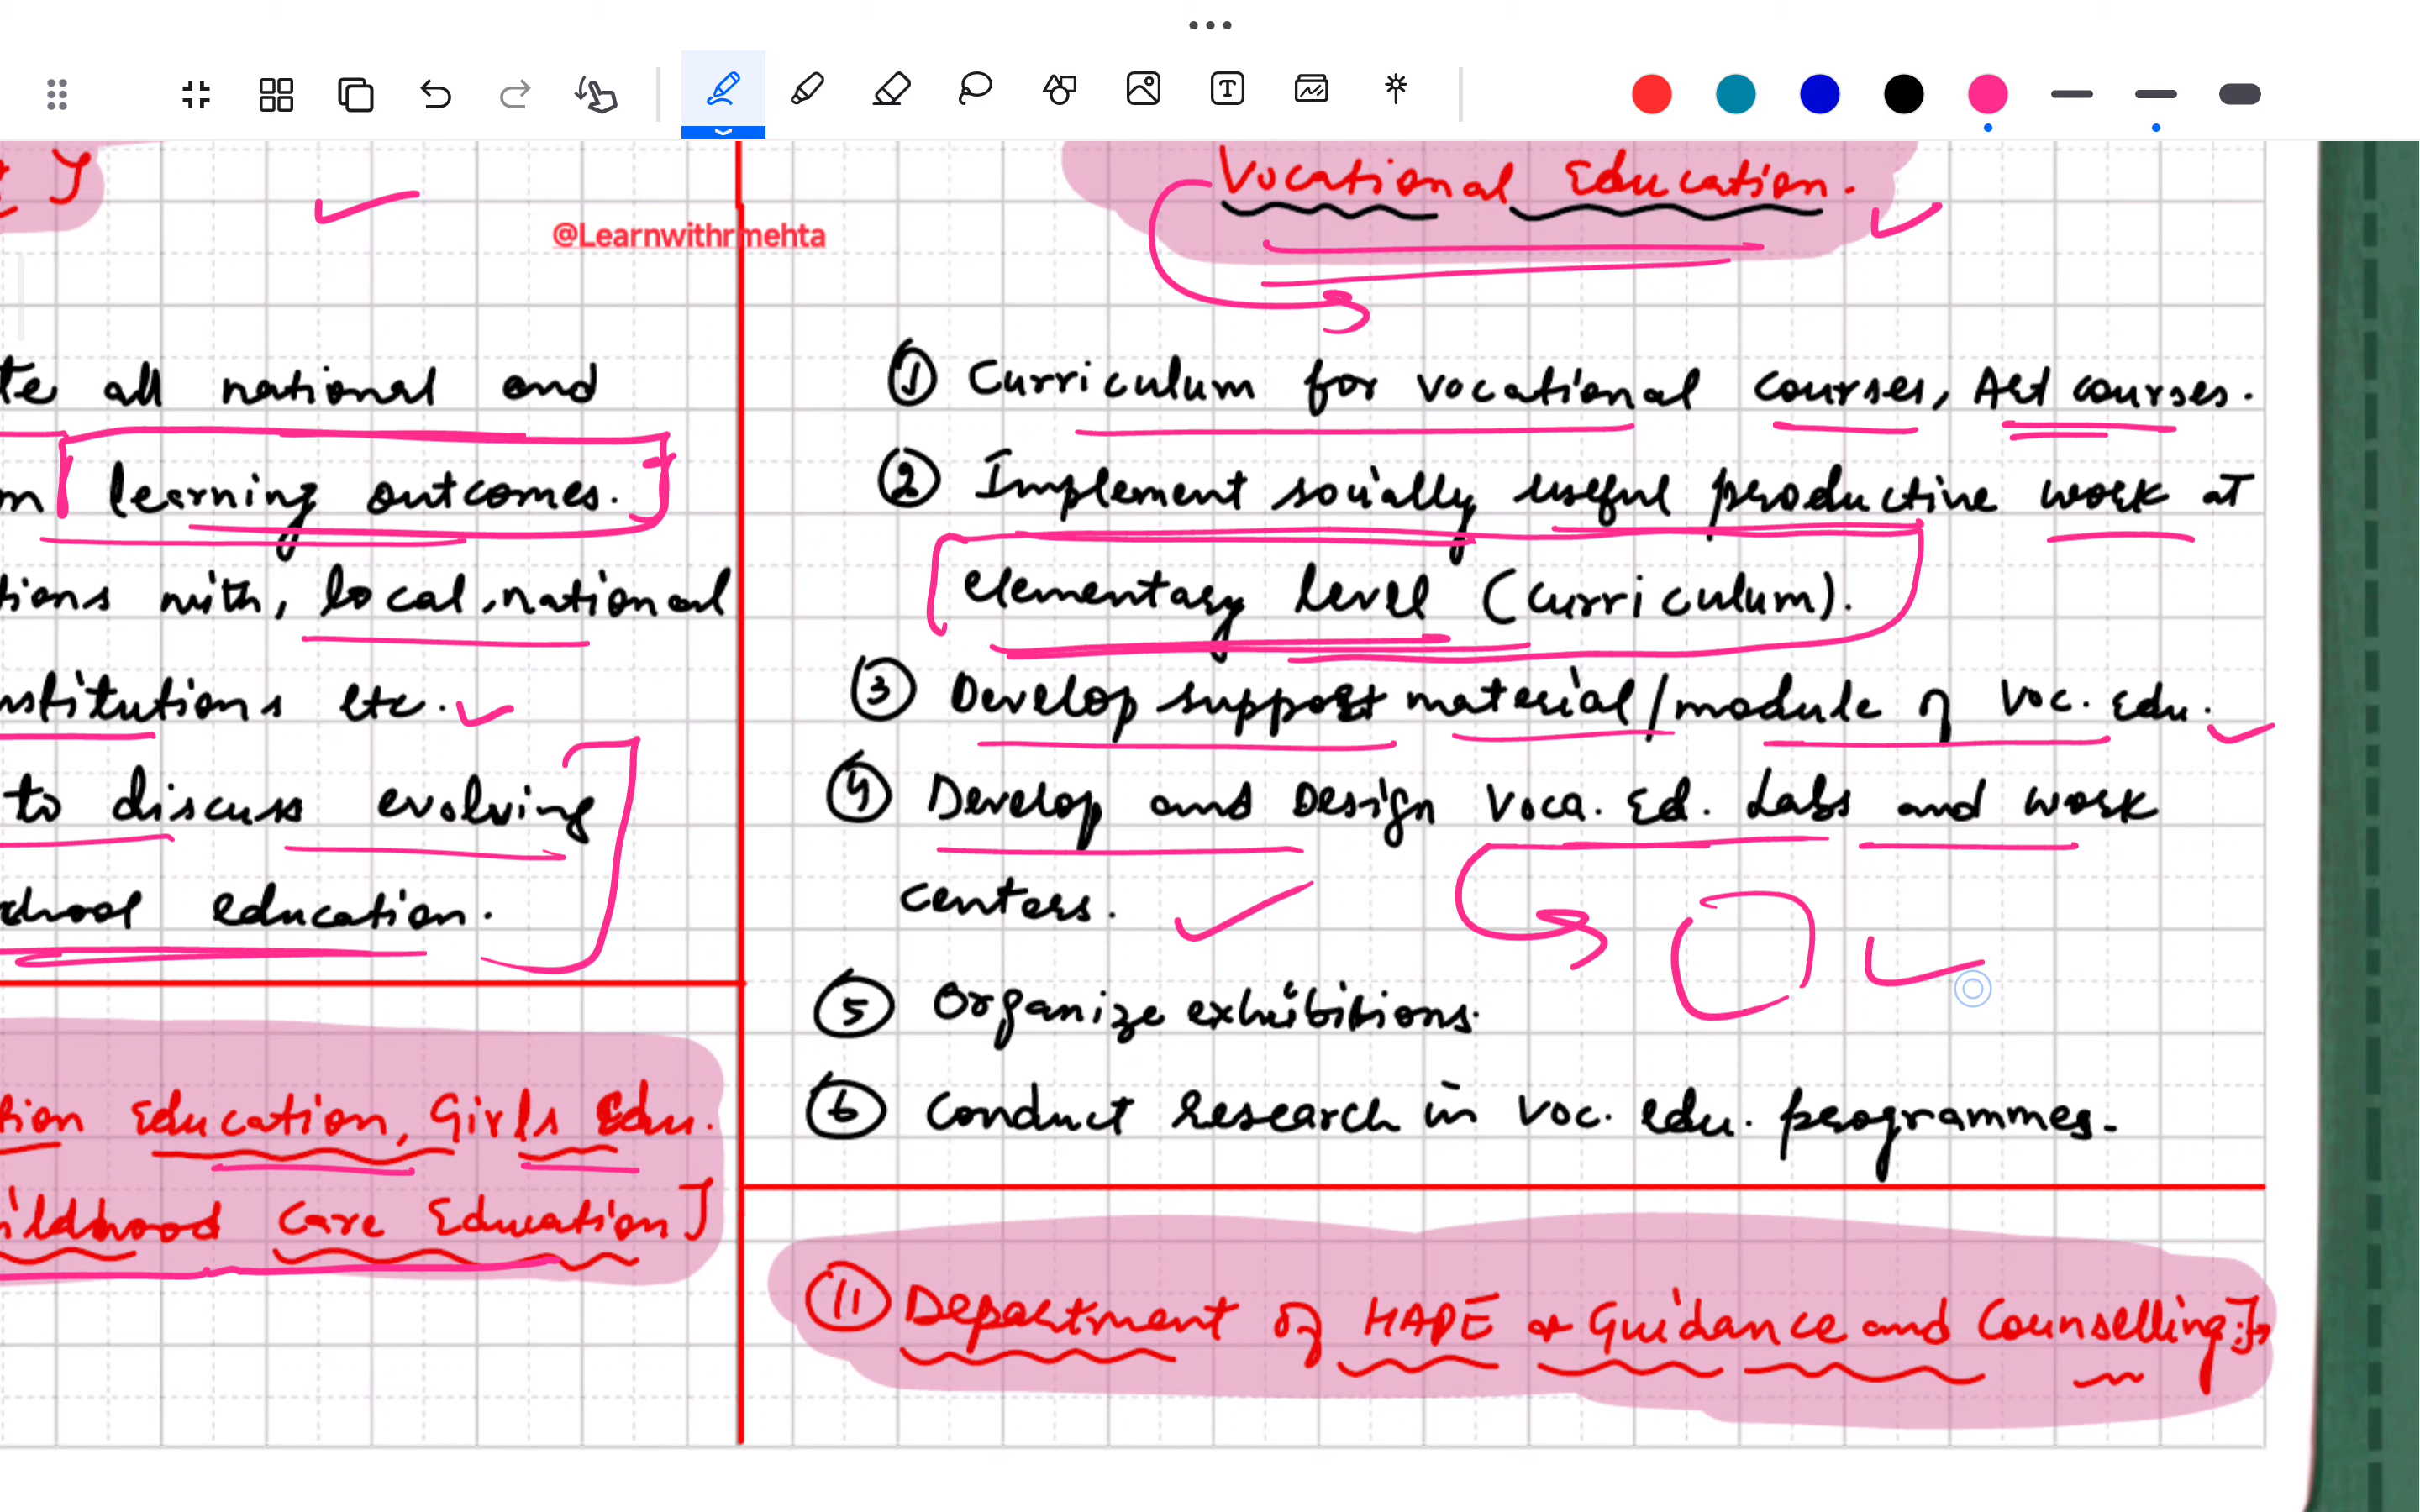 & J
@Learnwithrmehta
te all national and
learning outcomes.
tions with, local, national
nstitutions etc.
to discuss evolving
chool education.
tion Education, Girls Edu.
ildhood Care Education]
Vocational Education.
① Curriculum for vocational courses, Art courses.
② Implement socially useful productive work at
elementary level (curriculum).
③ Develop support material/module of Voc. Edu.
④ Develop and Design Voca. Ed. Labs and work
centers.
⑤ Organize exhibitions.
⑥ Conduct research in Voc. edu. programmes.
⑪ Department of HAPE & Guidance and Counselling]